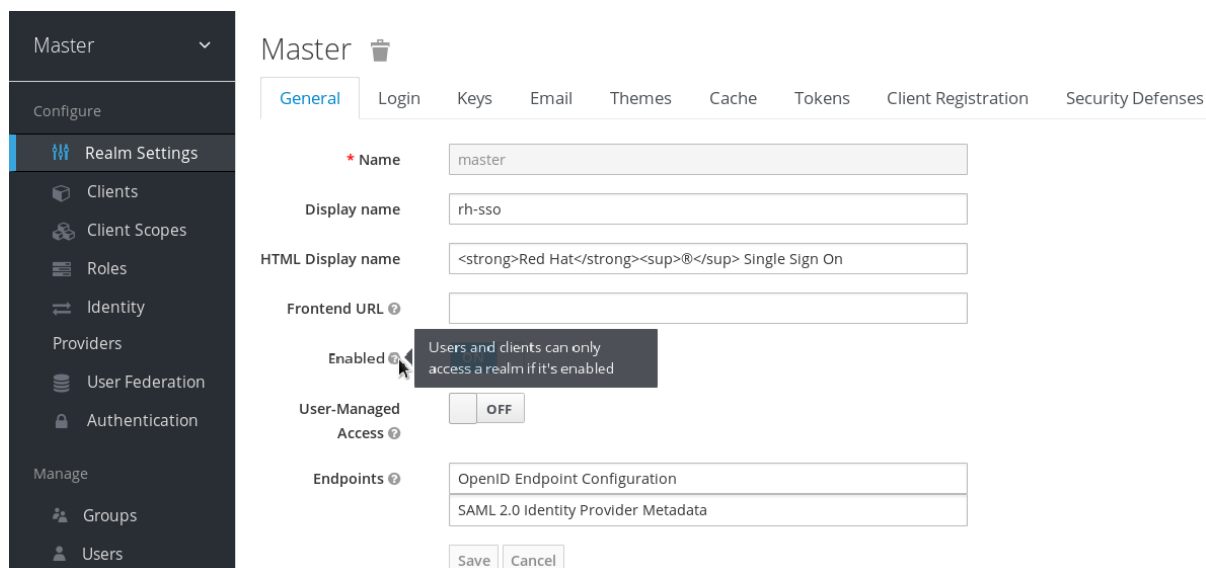 Master
Configure
Realm Settings
Clients
Client Scopes
Roles
Identity
Providers
User Federation
Authentication
Manage
Groups
Users
Master
General Login Keys Email Themes Cache Tokens Client Registration Security Defenses
* Name master
Display name rh-sso
HTML Display name <strong>Red Hat</strong><sup>®</sup> Single Sign On
Frontend URL
Enabled ON
Users and clients can only
access a realm if it's enabled
User-Managed
Access OFF
Endpoints OpenID Endpoint Configuration
SAML 2.0 Identity Provider Metadata
Save Cancel